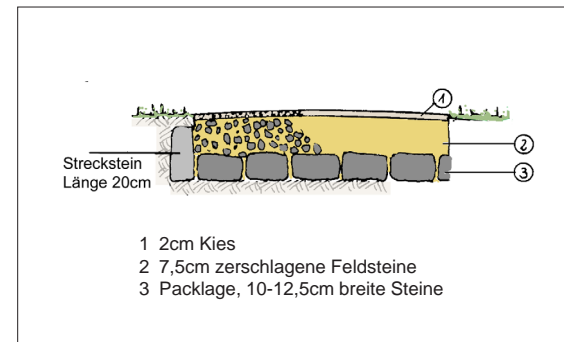 1
2
3
Streckstein
Länge 20cm
1 2cm Kies
2 7,5cm zerschlagene Feldsteine
3 Packlage, 10-12,5cm breite Steine